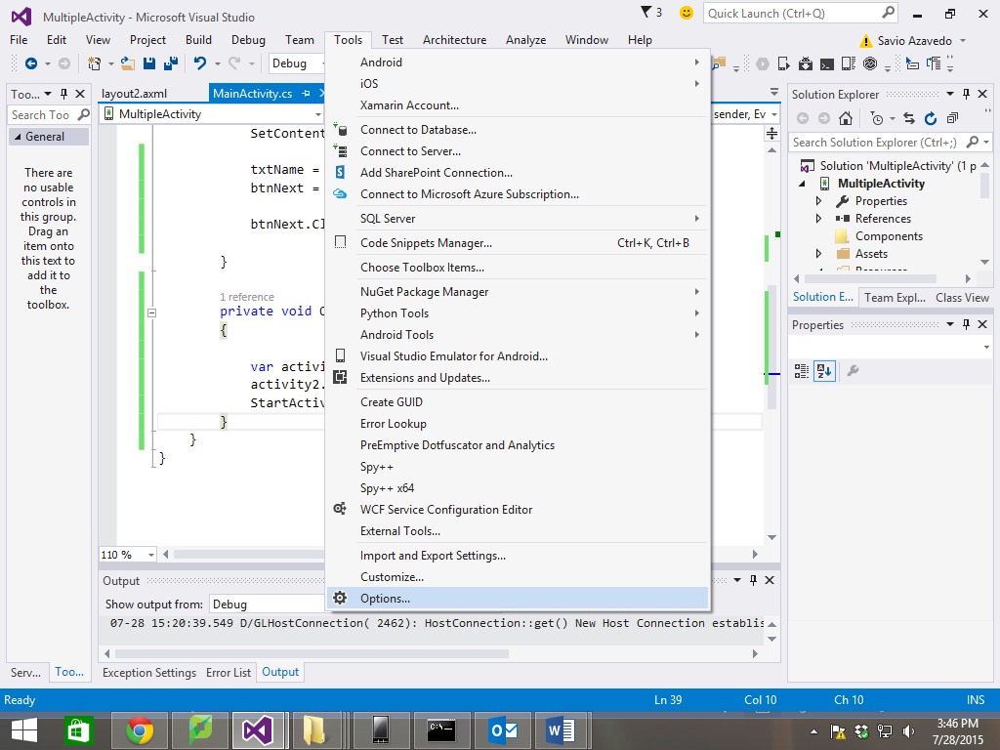 MultipleActivity - Microsoft Visual Studio
3
Quick Launch (Ctrl+Q)
File Edit View Project Build Debug Team Tools Test Architecture Analyze Window Help
Savio Azavedo
Debug
Too...
Search Too
General
There are
no usable
controls in
this group.
Drag an
item onto
this text to
add it to
the
toolbox.
Serv... Too...
layout2.axml MainActivity.cs
MultipleActivity
sender, Ev
SetContent
txtName =
btnNext =
btnNext.Cl
}
1 reference
private void
{
var activi
activity2.
StartActiv
}
}
}
110 %
Android
iOS
Xamarin Account...
Connect to Database...
Connect to Server...
Add SharePoint Connection...
Connect to Microsoft Azure Subscription...
SQL Server
Code Snippets Manager... Ctrl+K, Ctrl+B
Choose Toolbox Items...
NuGet Package Manager
Python Tools
Android Tools
Visual Studio Emulator for Android...
Extensions and Updates...
Create GUID
Error Lookup
PreEmptive Dotfuscator and Analytics
Spy++
Spy++ x64
WCF Service Configuration Editor
External Tools...
Import and Export Settings...
Customize...
Options...
Output
Show output from: Debug
07-28 15:20:39.549 D/GLHostConnection( 2462): HostConnection::get() New Host Connection establis
Exception Settings Error List Output
Solution Explorer
Search Solution Explorer (Ctrl+;)
Solution 'MultipleActivity' (1 p
MultipleActivity
Properties
References
Components
Assets
Solution E... Team Expl... Class View
Properties
Ready Ln 39 Col 10 Ch 10 INS
3:46 PM
7/28/2015